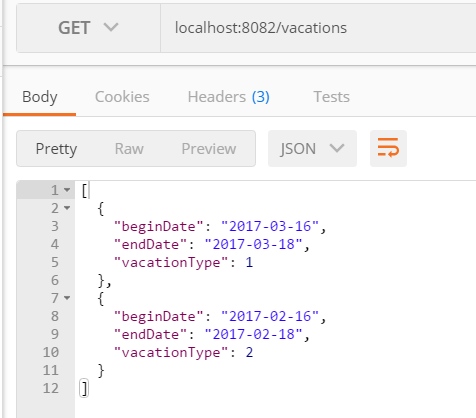 GET localhost:8082/vacations
Body Cookies Headers (3) Tests
Pretty Raw Preview JSON
1 [
2 {
3 "beginDate": "2017-03-16",
4 "endDate": "2017-03-18",
5 "vacationType": 1
6 },
7 {
8 "beginDate": "2017-02-16",
9 "endDate": "2017-02-18",
10 "vacationType": 2
11 }
12 ]